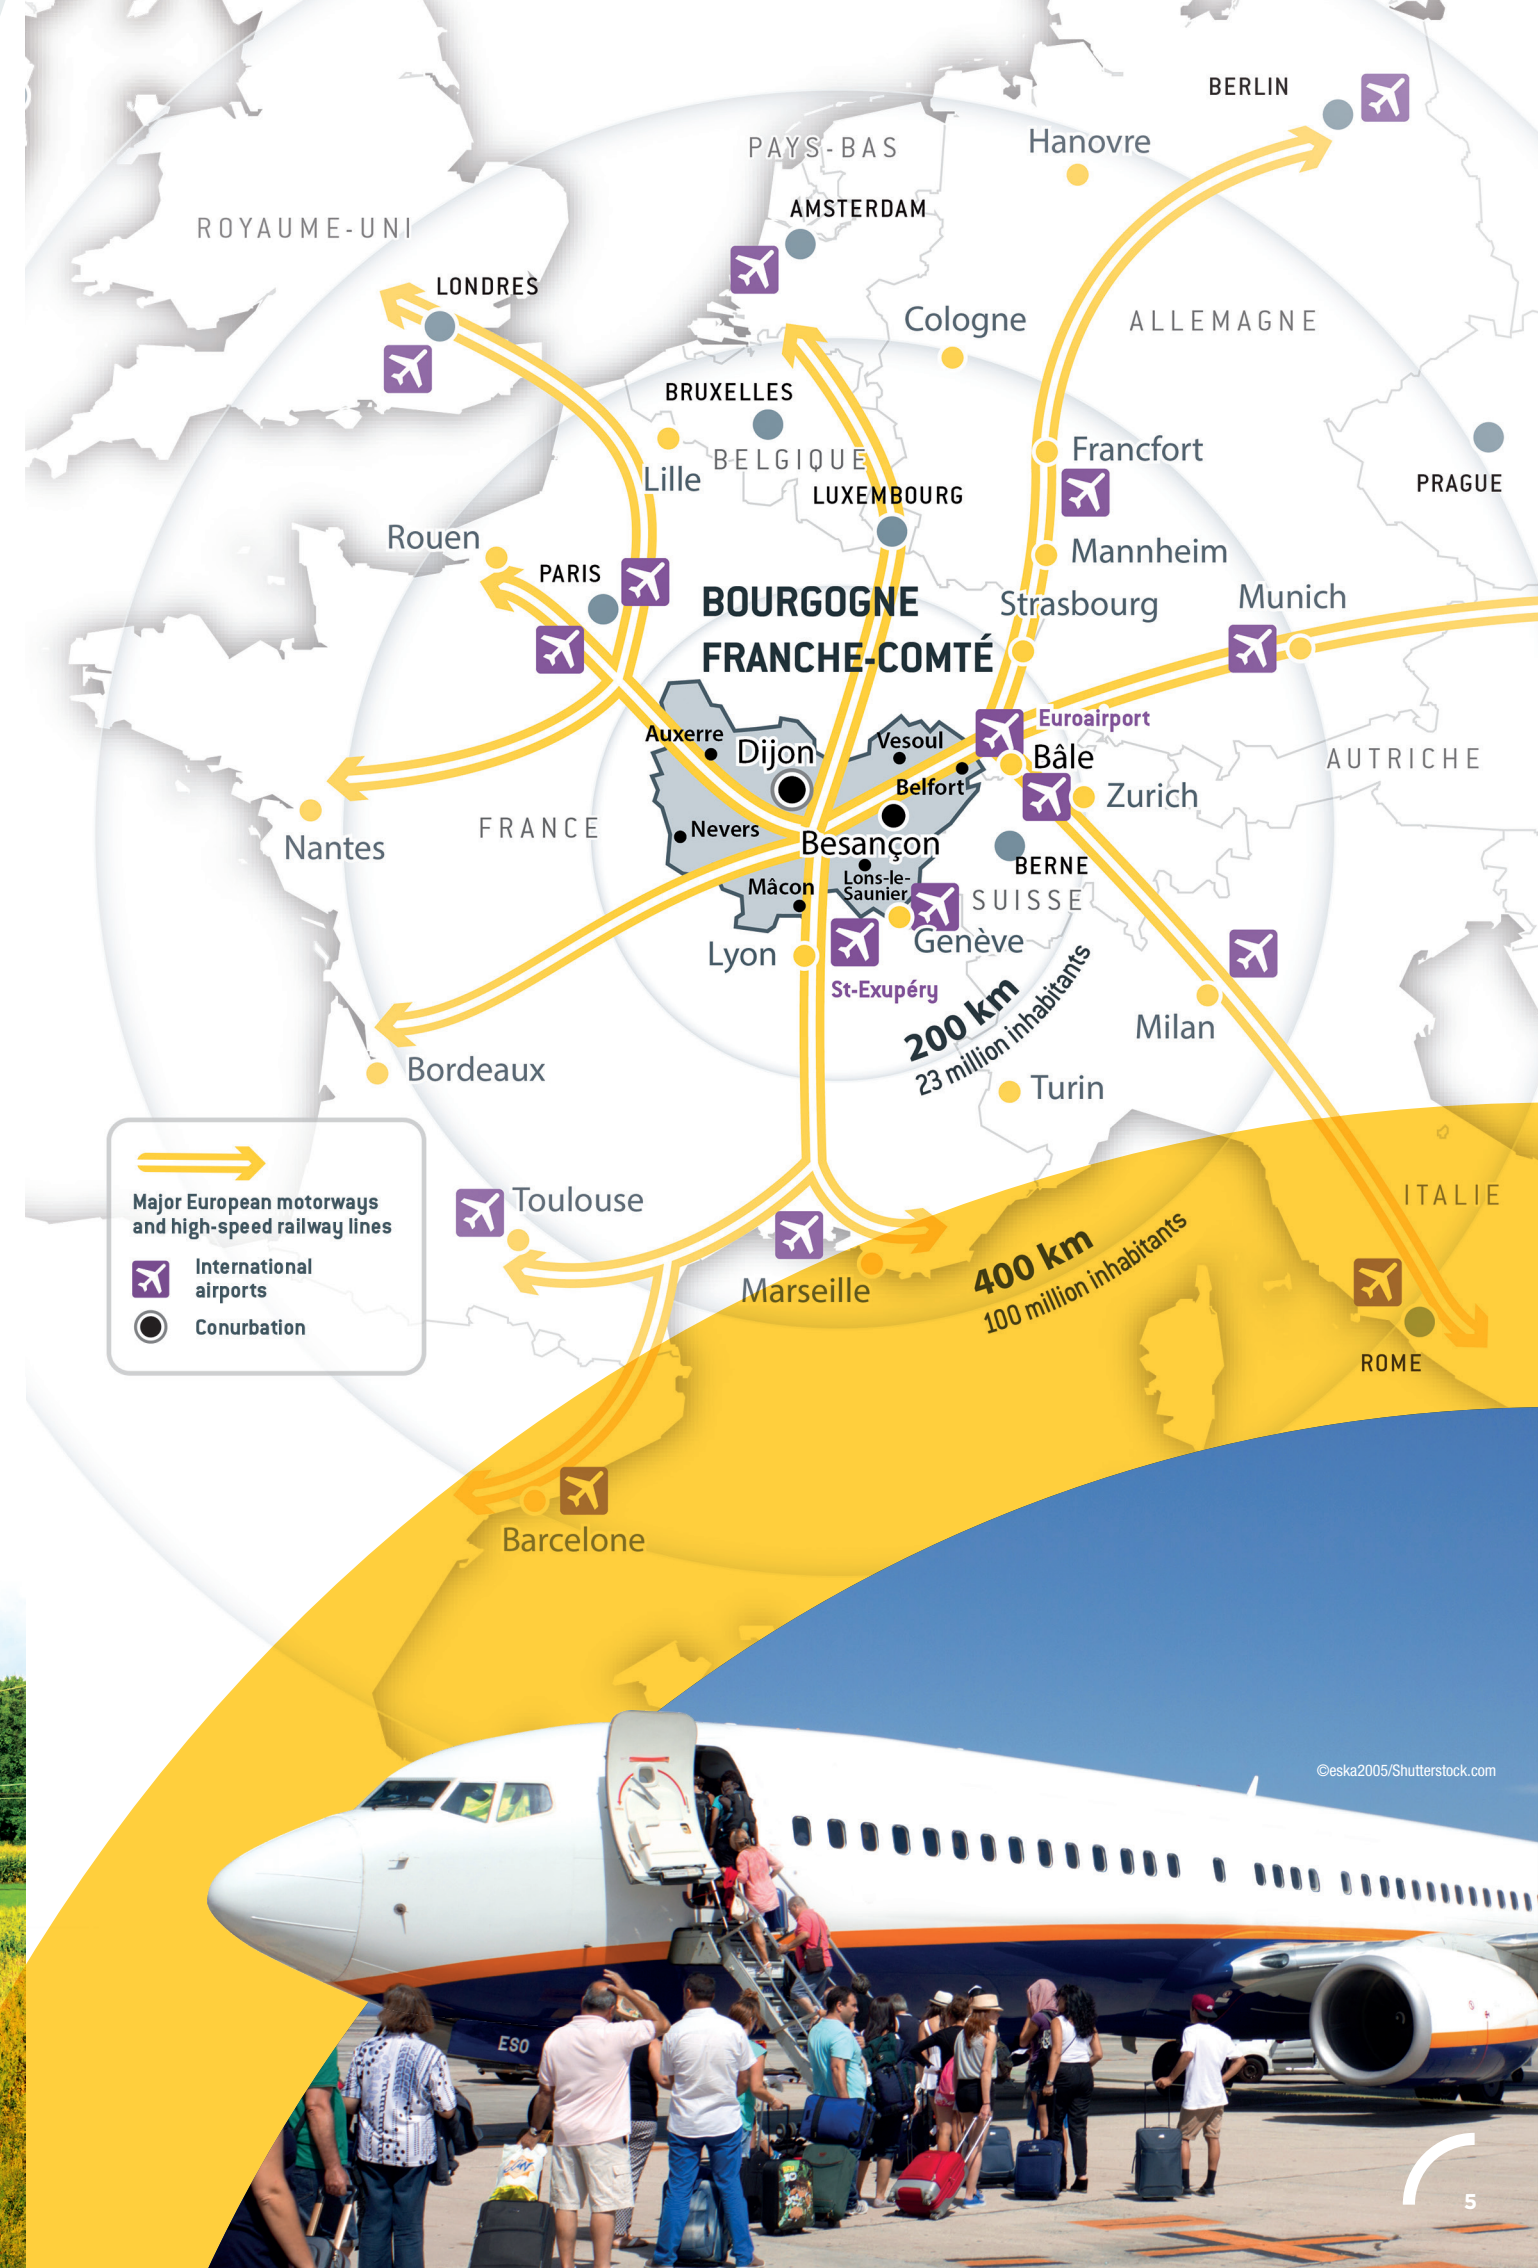 BERLIN
Hanovre
PAYS-BAS
AMSTERDAM
ROYAUME-UNI
LONDRES
Cologne
ALLEMAGNE
BRUXELLES
BELGIQUE
Lille
LUXEMBOURG
Francfort
PRAGUE
Rouen
PARIS
Mannheim
BOURGOGNE
FRANCHE-COMTÉ
Strasbourg
Munich
Euroairport
Auxerre
Dijon
Vesoul
Bâle
AUTRICHE
Belfort
Zurich
FRANCE
Nevers
Besançon
Nantes
BERNE
Mâcon
Lons-le-
Saunier
SUISSE
Genève
Lyon
St-Exupéry
200 km
23 million inhabitants
Milan
Bordeaux
Turin
Major European motorways
and high-speed railway lines
International
airports
Conurbation
Toulouse
ITALIE
Marseille
400 km
100 million inhabitants
ROME
Barcelone
©eska2005/Shutterstock.com
ESO
5